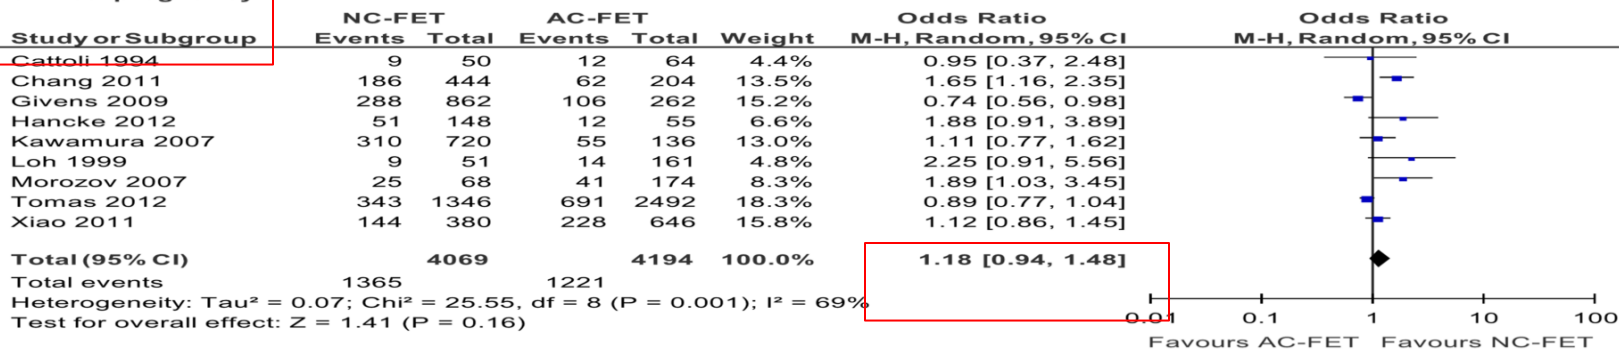 NC-FET AC-FET Odds Ratio Odds Ratio
Study or Subgroup Events Total Events Total Weight M-H, Random, 95% CI M-H, Random, 95% CI
Cattoli 1994 9 50 12 64 4.4% 0.95 [0.37, 2.48]
Chang 2011 186 444 62 204 13.5% 1.65 [1.16, 2.35]
Givens 2009 288 862 106 262 15.2% 0.74 [0.56, 0.98]
Hancke 2012 51 148 12 55 6.6% 1.88 [0.91, 3.89]
Kawamura 2007 310 720 55 136 13.0% 1.11 [0.77, 1.62]
Loh 1999 9 51 14 161 4.8% 2.25 [0.91, 5.56]
Morozov 2007 25 68 41 174 8.3% 1.89 [1.03, 3.45]
Tomas 2012 343 1346 691 2492 18.3% 0.89 [0.77, 1.04]
Xiao 2011 144 380 228 646 15.8% 1.12 [0.86, 1.45]
Total (95% CI) 4069 4194 100.0% 1.18 [0.94, 1.48]
Total events 1365 1221
Heterogeneity: Tau² = 0.07; Chi² = 25.55, df = 8 (P = 0.001); I² = 69%
Test for overall effect: Z = 1.41 (P = 0.16)
0.01 0.1 1 10 100
Favours AC-FET Favours NC-FET